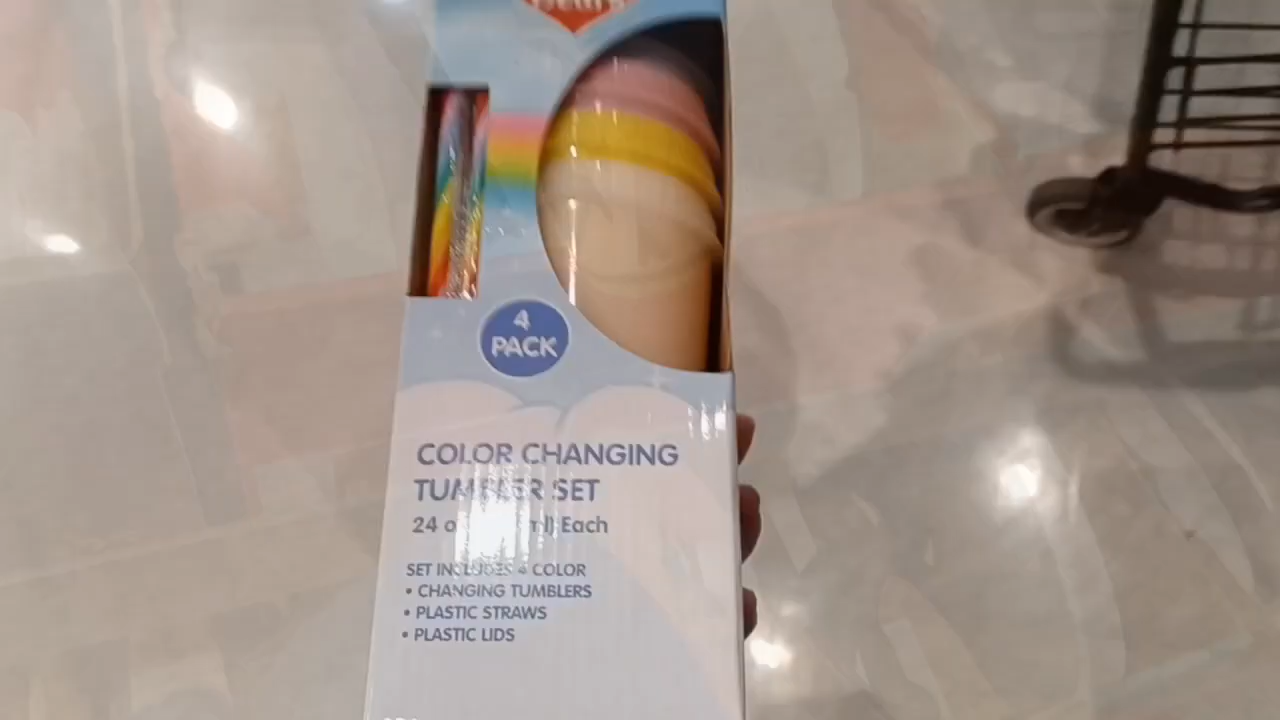 4
PACK
COLOR CHANGING
TUMBLER SET
24 Each
SET INCLUDES 4 COLOR
• CHANGING TUMBLERS
• PLASTIC STRAWS
• PLASTIC LIDS